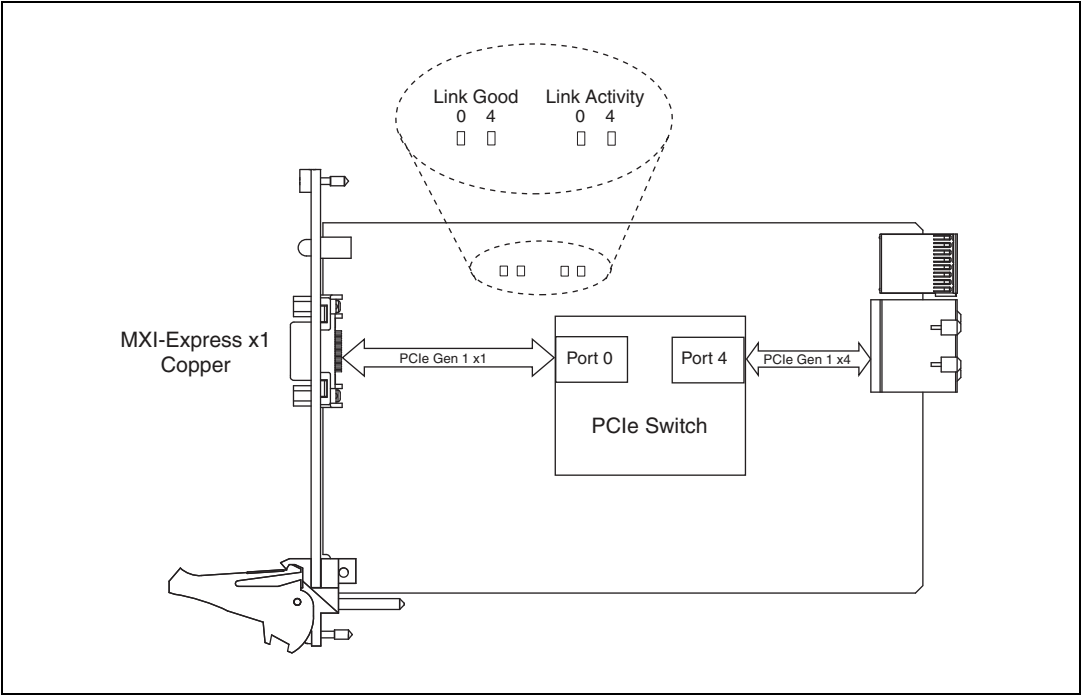 Link Good
0 4
Link Activity
0 4
MXI-Express x1
Copper
PCIe Gen 1 x1
Port 0
Port 4
PCIe Gen 1 x4
PCIe Switch